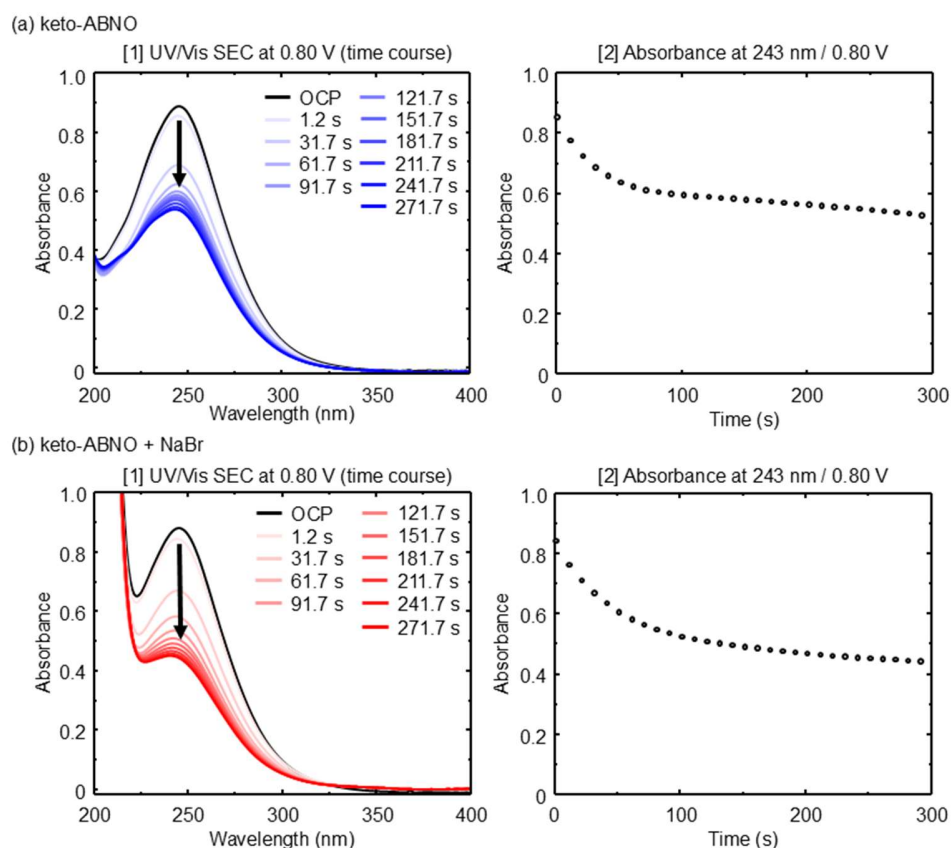 (a) keto-ABNO
[1] UV/Vis SEC at 0.80 V (time course)
[2] Absorbance at 243 nm / 0.80 V
Absorbance
1.0
0.8
0.6
0.4
0.2
0
200
250
300
350
400
Wavelength (nm)
OCP
1.2 s
31.7 s
61.7 s
91.7 s
121.7 s
151.7 s
181.7 s
211.7 s
241.7 s
271.7 s
Absorbance
1.0
0.8
0.6
0.4
0.2
0
0
100
200
300
Time (s)
(b) keto-ABNO + NaBr
[1] UV/Vis SEC at 0.80 V (time course)
[2] Absorbance at 243 nm / 0.80 V
Absorbance
1.0
0.8
0.6
0.4
0.2
0
200
250
300
350
400
Wavelength (nm)
OCP
1.2 s
31.7 s
61.7 s
91.7 s
121.7 s
151.7 s
181.7 s
211.7 s
241.7 s
271.7 s
Absorbance
1.0
0.8
0.6
0.4
0.2
0
0
100
200
300
Time (s)